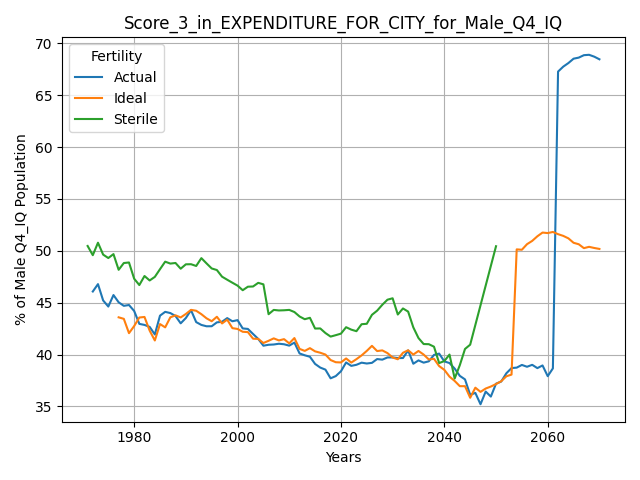 Score_3_in_EXPENDITURE_FOR_CITY_for_Male_Q4_IQ
Fertility
Actual
Ideal
Sterile
% of Male Q4_IQ Population
70
65
60
55
50
45
40
35
1980
2000
2020
2040
2060
Years